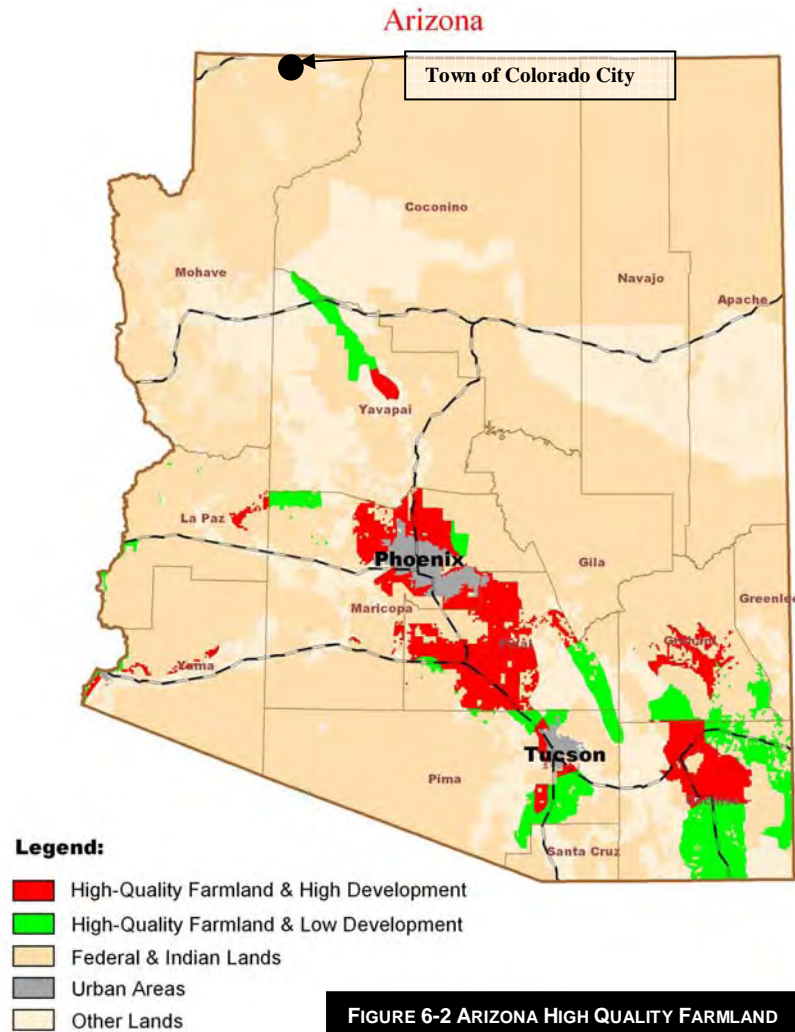 Arizona
Town of Colorado City
Coconino
Mohave
Navajo
Apache
Yavapai
La Paz
Phoenix
Gila
Greenlee
Maricopa
Pinal
Graham
Yuma
Tucson
Pima
Santa Cruz
Legend:
High-Quality Farmland & High Development
High-Quality Farmland & Low Development
Federal & Indian Lands
Urban Areas
Other Lands
FIGURE 6-2 ARIZONA HIGH QUALITY FARMLAND